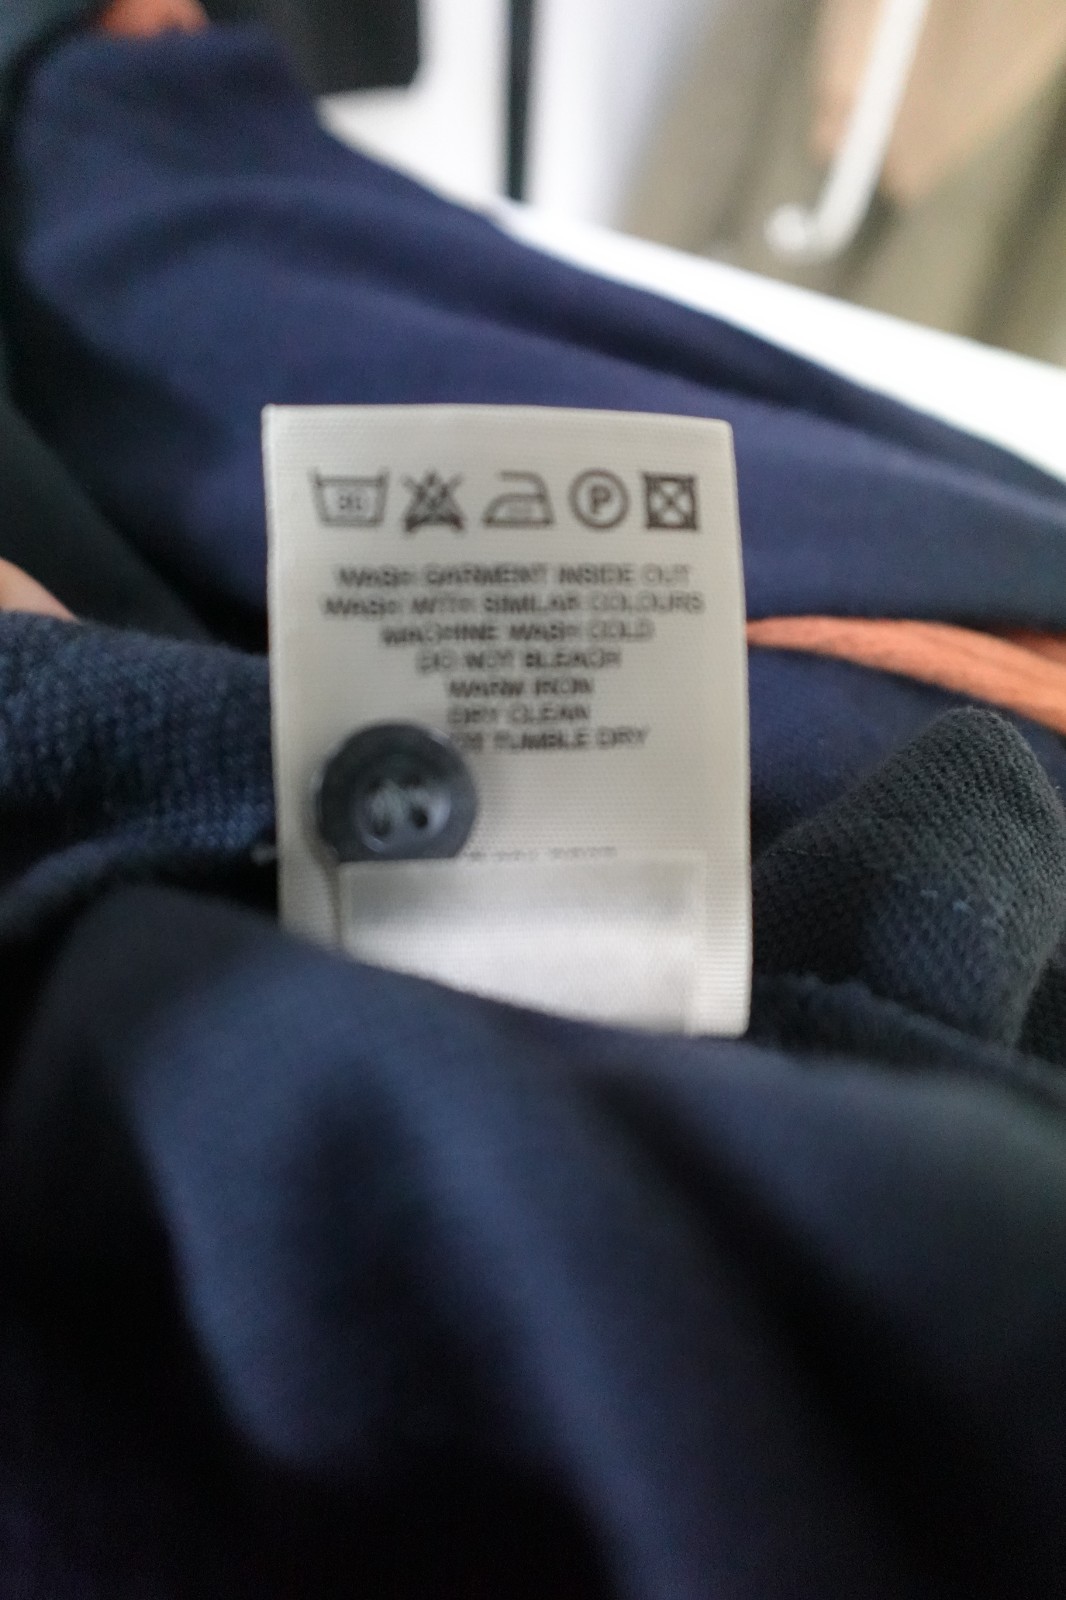 30
P
WASH GARMENT INSIDE OUT
WASH WITH SIMILAR COLOURS
MACHINE WASH COLD
DO NOT BLEACH
WARM IRON
DRY CLEAN
TUMBLE DRY